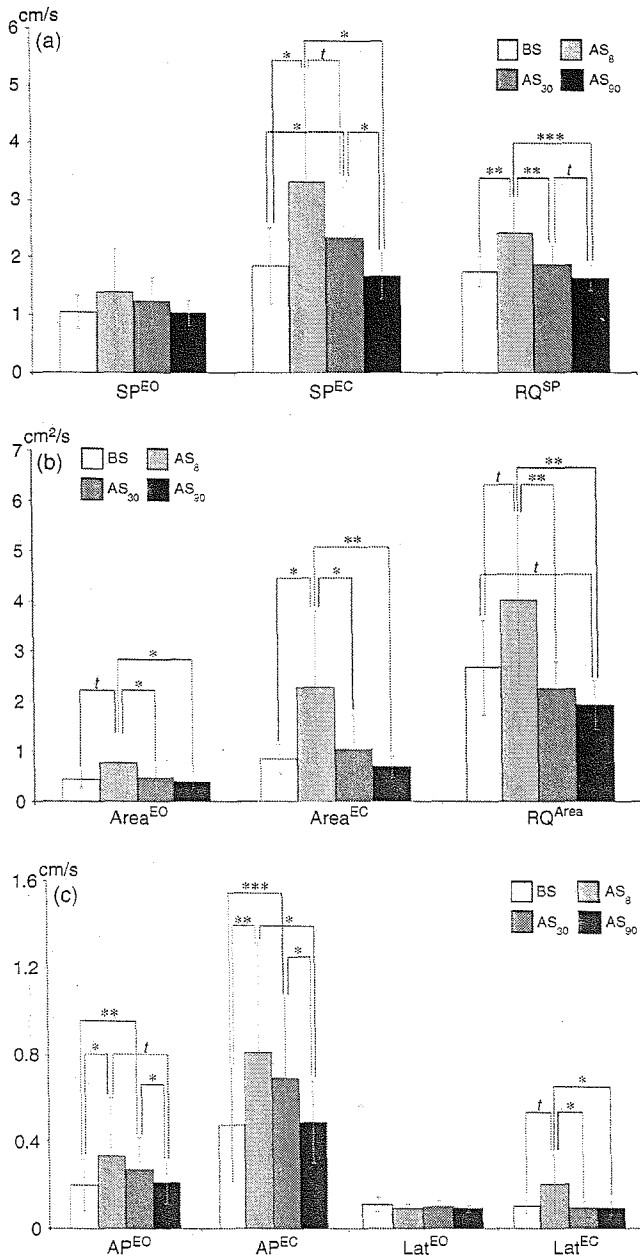 cm/s
(a)
BS AS₈
AS₃₀ AS₉₀
6
5
4
3
2
1
0
* t *
* *
** ** t ***
SP^EO SP^EC RQ^SP
cm²/s
(b)
BS AS₈
AS₃₀ AS₉₀
7
6
5
4
3
2
1
0
t * *
* * **
t ** **
t
Area^EO Area^EC RQ^Area
cm/s
(c)
BS AS₈
AS₃₀ AS₉₀
1.6
1.2
0.8
0.4
0
**
* t *
***
** * *
t * *
AP^EO AP^EC Lat^EO Lat^EC